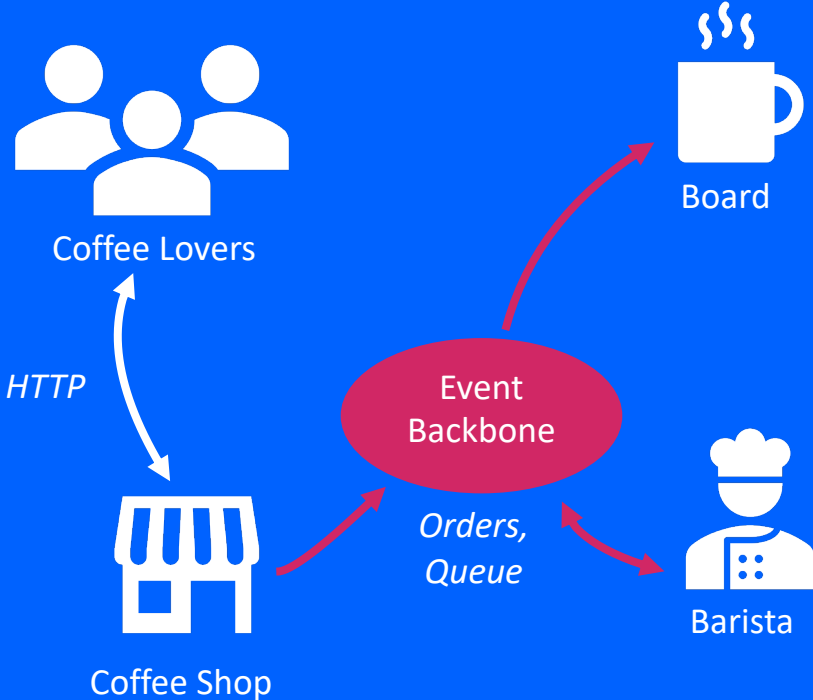 Board
Coffee Lovers
HTTP
Event
Backbone
Orders,
Queue
Barista
Coffee Shop